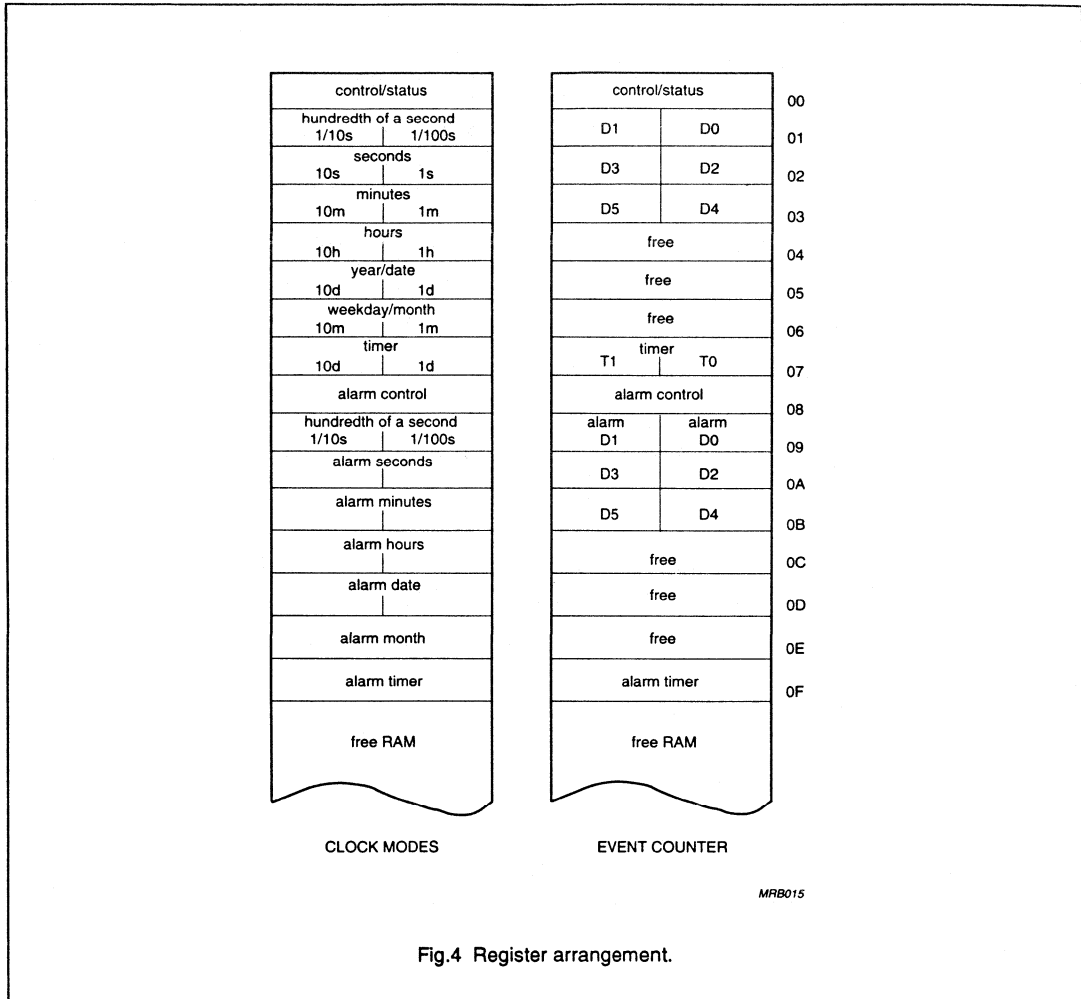 control/status control/status 00
hundredth of a second
1/10s 1/100s D1 D0 01
seconds
10s 1s D3 D2 02
minutes
10m 1m D5 D4 03
hours
10h 1h free 04
year/date
10d 1d free 05
weekday/month
10m 1m free 06
timer timer
10d 1d T1 T0 07
alarm control alarm control 08
hundredth of a second alarm alarm
1/10s 1/100s D1 D0 09
alarm seconds D3 D2 0A
alarm minutes D5 D4 0B
alarm hours free 0C
alarm date free 0D
alarm month free 0E
alarm timer alarm timer 0F
free RAM free RAM
CLOCK MODES EVENT COUNTER
MRB015
Fig.4 Register arrangement.